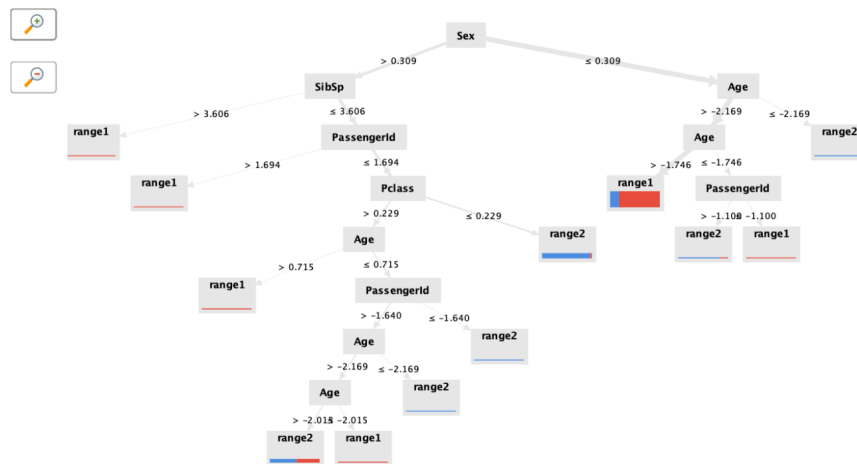 Sex
> 0.309
≤ 0.309
SibSp
Age
> 3.606
≤ 3.606
> -2.169
≤ -2.169
range1
PassengerId
Age
range2
> 1.694
≤ 1.694
> -1.746
≤ -1.746
range1
Pclass
range1
PassengerId
> 0.229
≤ 0.229
> -1.100
≤ -1.100
Age
range2
range2
range1
> 0.715
≤ 0.715
range1
PassengerId
> -1.640
≤ -1.640
Age
range2
> -2.169
≤ -2.169
Age
range2
> -2.015
≤ -2.015
range2
range1